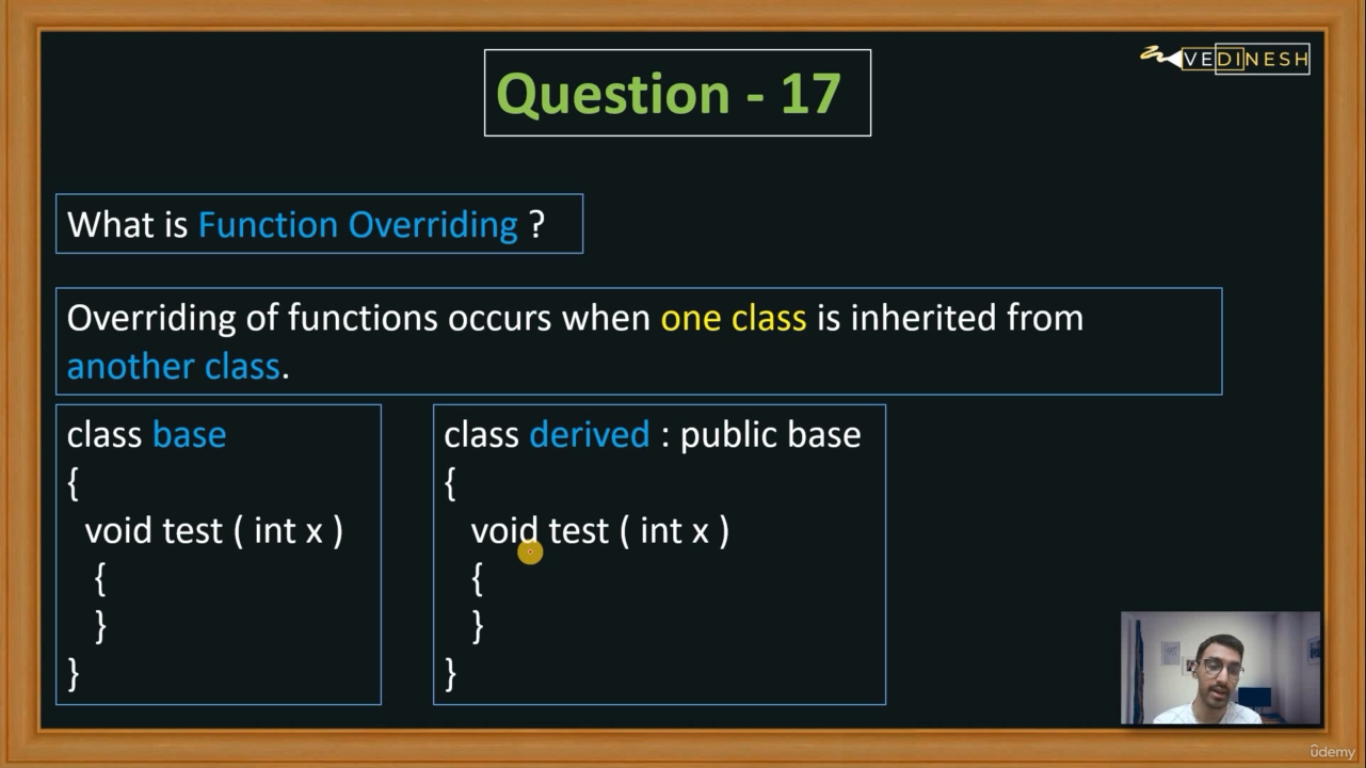 VEDINESH
Question - 17
What is Function Overriding ?
Overriding of functions occurs when one class is inherited from
another class.
class base
{
void test ( int x )
{
}
}
class derived : public base
{
void test ( int x )
{
}
}
ûdemy